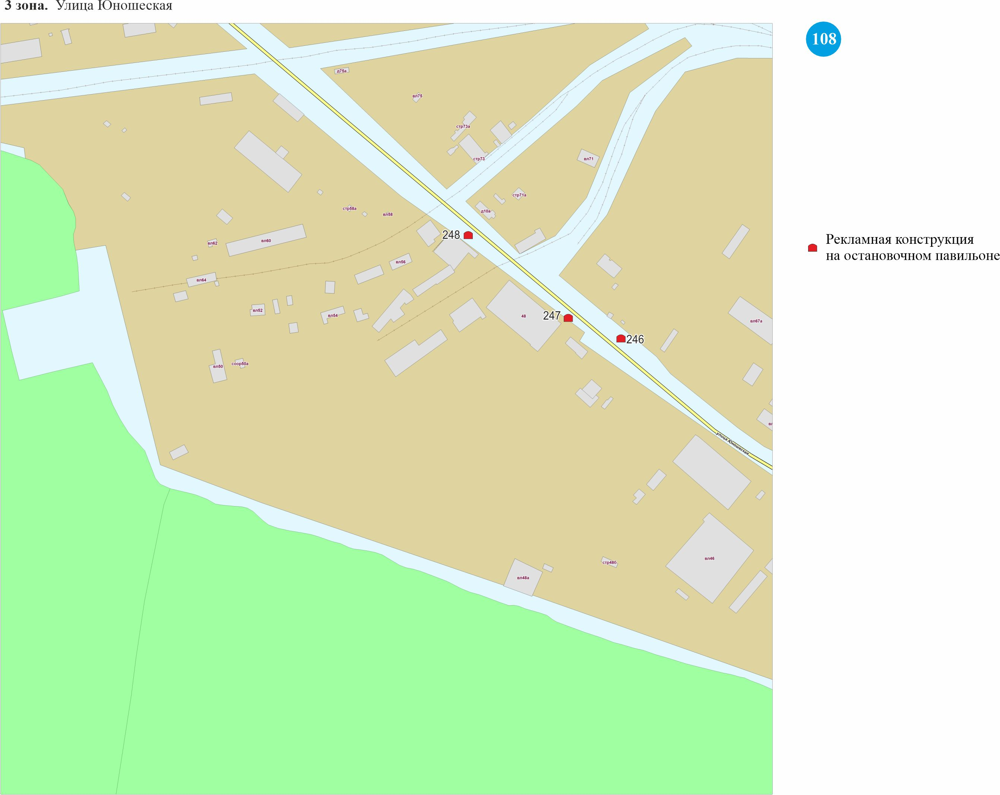 3 зона. Улица Юношеская
108
д75а
вл75
стр73а
стр73
вл71
стр71а
д10а
стр58а
вл58
248
вл62
вл60
вл56
вл64
вл52
вл54
48
247
246
вл67а
вл50
соор50а
вл
улица Юношеская
вл46
стр48б
вл48а
Рекламная конструкция
на остановочном павильоне